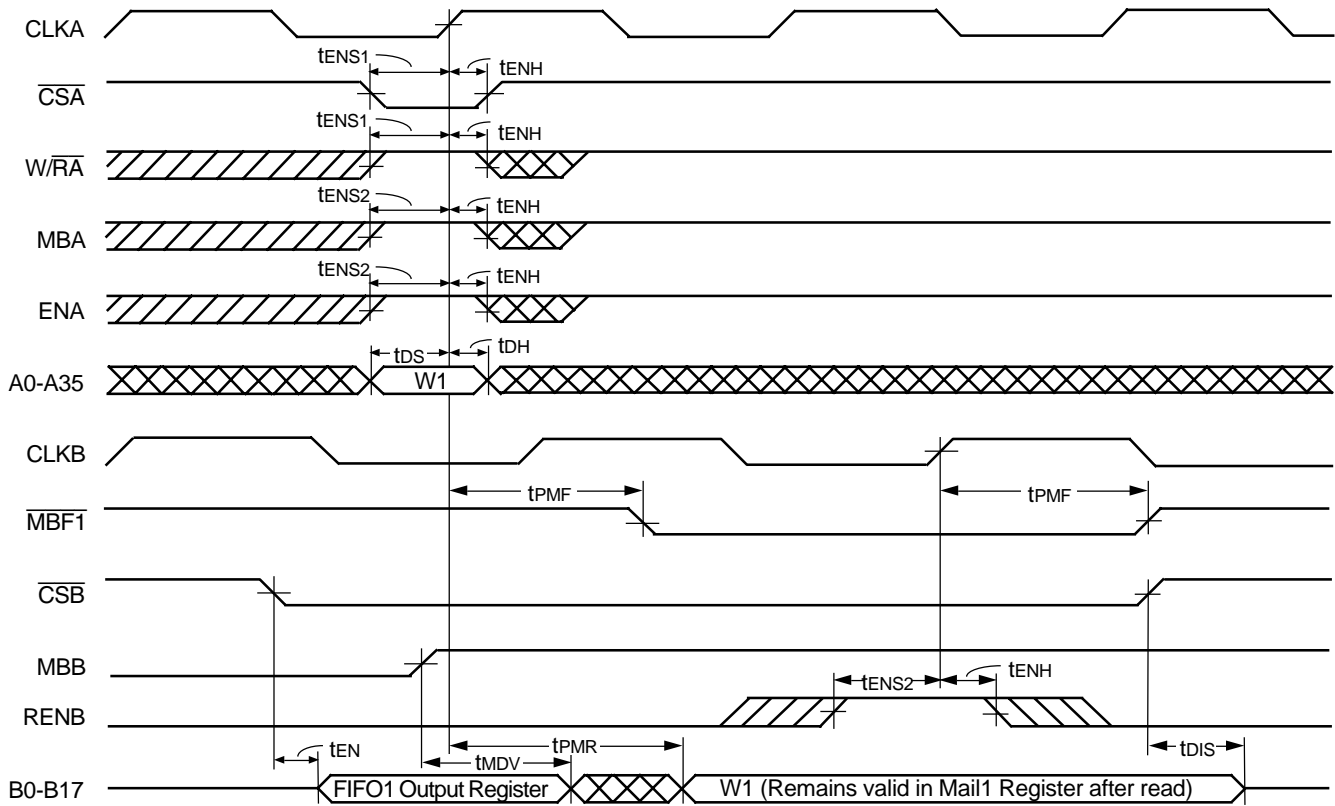 CLKA
tENS1 tENH
CSA
tENS1 tENH
W/RA
tENS2 tENH
MBA
tENS2 tENH
ENA
tDS tDH
A0-A35 W1
CLKB
tPMF tPMF
MBF1
CSB
MBB
tENS2 tENH
RENB
tEN tMDV tPMR tDIS
B0-B17 FIFO1 Output Register W1 (Remains valid in Mail1 Register after read)